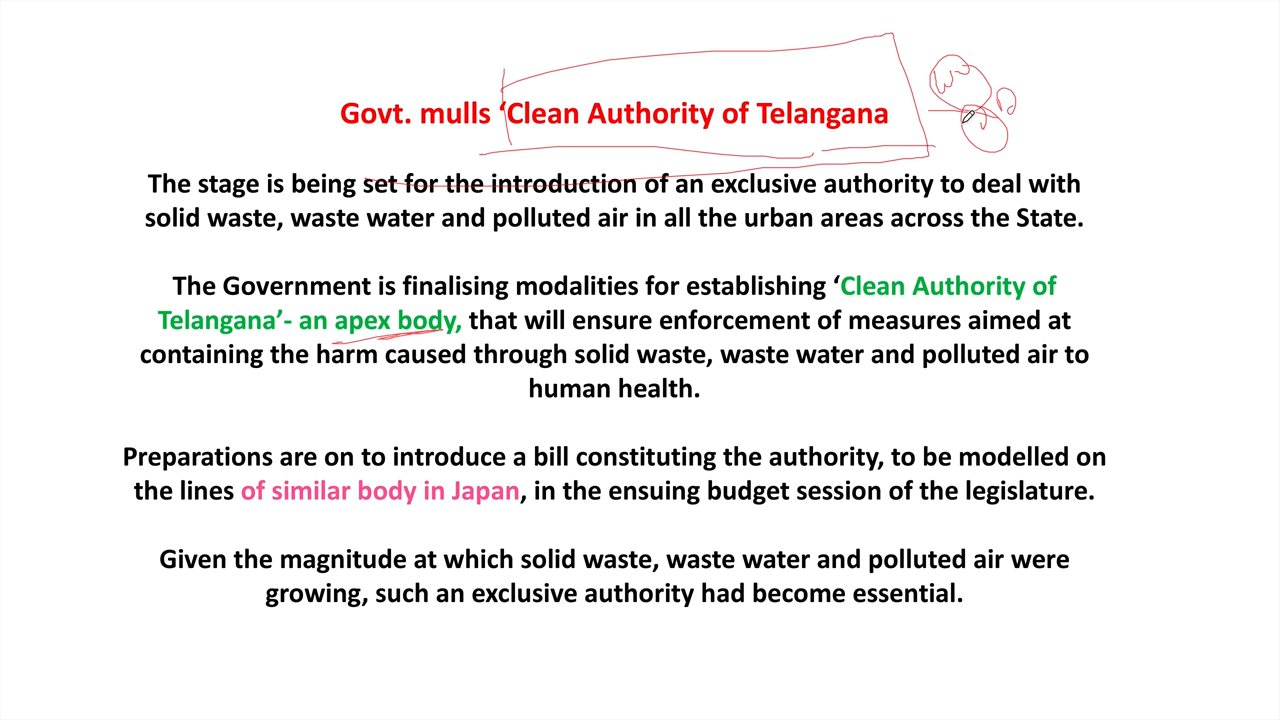 Govt. mulls ‘Clean Authority of Telangana
The stage is being set for the introduction of an exclusive authority to deal with
solid waste, waste water and polluted air in all the urban areas across the State.
The Government is finalising modalities for establishing ‘Clean Authority of
Telangana’- an apex body, that will ensure enforcement of measures aimed at
containing the harm caused through solid waste, waste water and polluted air to
human health.
Preparations are on to introduce a bill constituting the authority, to be modelled on
the lines of similar body in Japan, in the ensuing budget session of the legislature.
Given the magnitude at which solid waste, waste water and polluted air were
growing, such an exclusive authority had become essential.